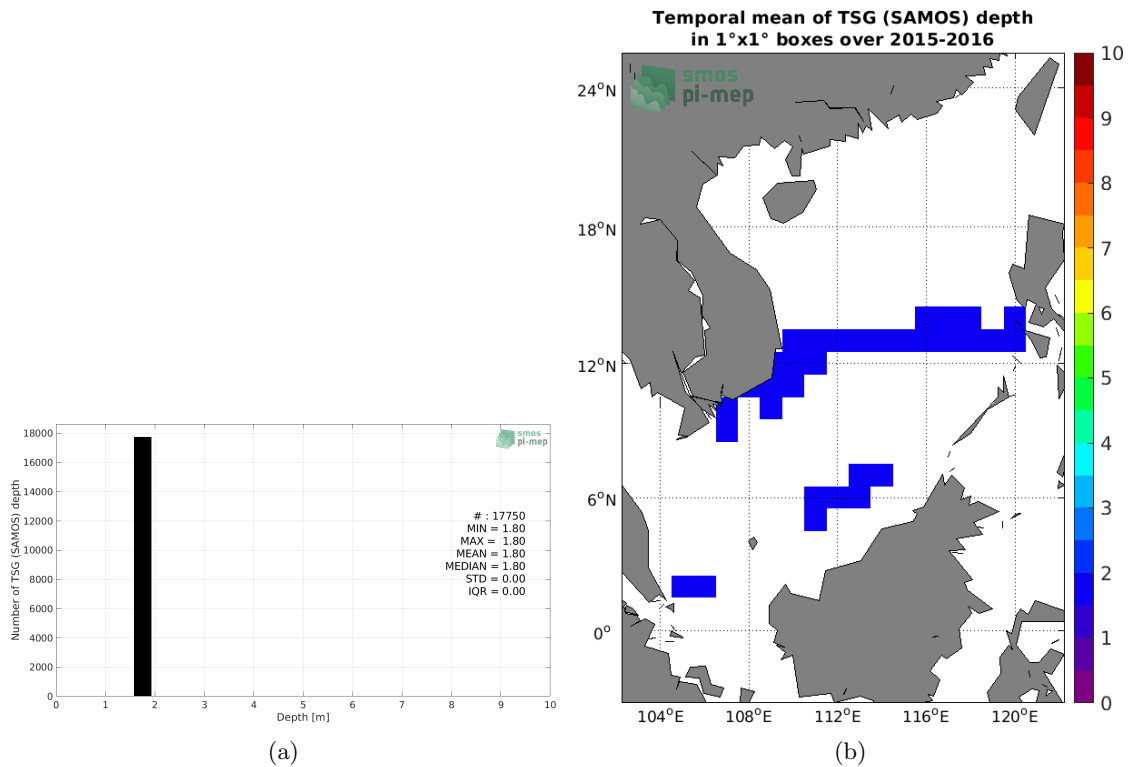 Temporal mean of TSG (SAMOS) depth
in 1°x1° boxes over 2015-2016
smos
pi-mep
24°N
18°N
12°N
6°N
0°
104°E
108°E
112°E
116°E
120°E
10
9
8
7
6
5
4
3
2
1
0
smos
pi-mep
# : 17750
MIN = 1.80
MAX = 1.80
MEAN = 1.80
MEDIAN = 1.80
STD = 0.00
IQR = 0.00
Number of TSG (SAMOS) depth
18000
16000
14000
12000
10000
8000
6000
4000
2000
0
0 1 2 3 4 5 6 7 8 9 10
Depth [m]
(a)
(b)